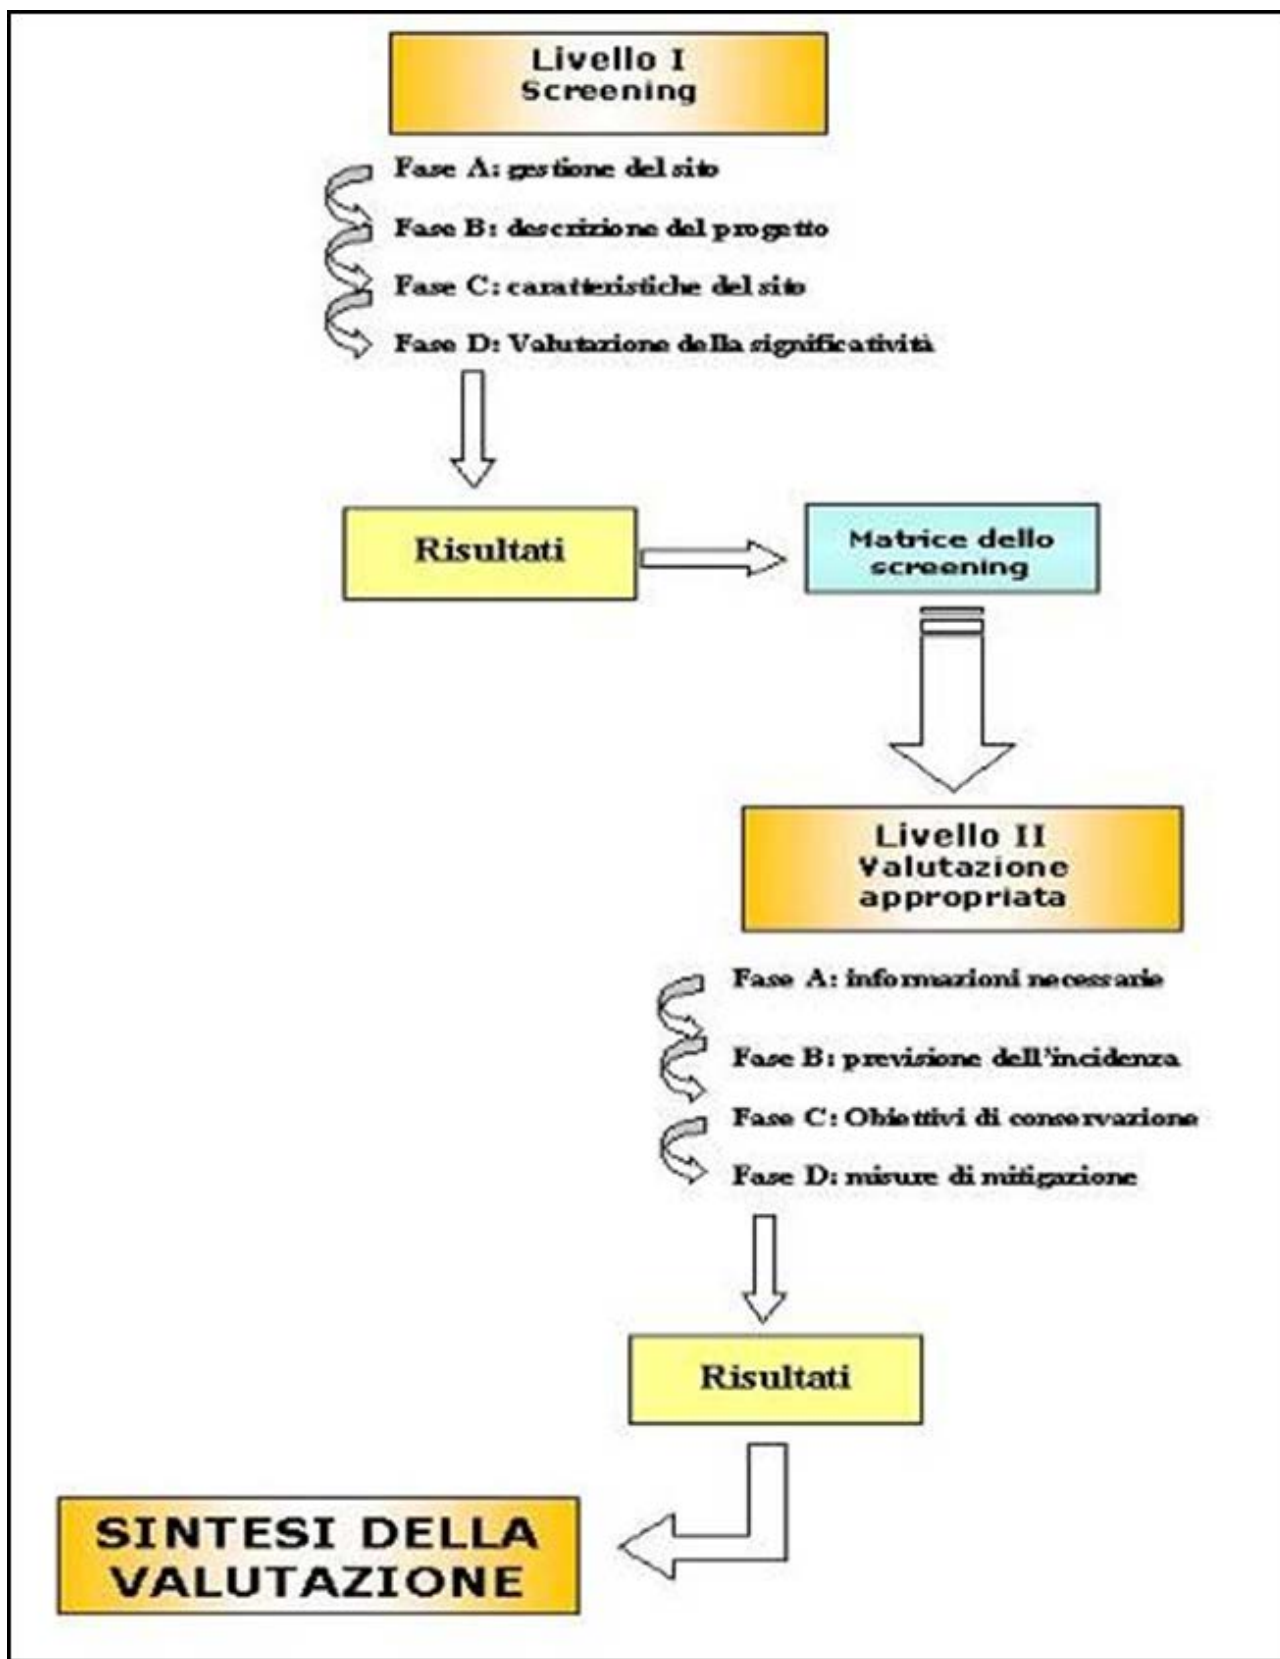 Livello I
Screening
Fase A: gestione del sito
Fase B: descrizione del progetto
Fase C: caratteristiche del sito
Fase D: Valutazione della significatività
Risultati
Matrice dello
screening
Livello II
Valutazione
appropriata
Fase A: informazioni necessarie
Fase B: previsione dell'incidenza
Fase C: Obiettivi di conservazione
Fase D: misure di mitigazione
Risultati
SINTESI DELLA
VALUTAZIONE